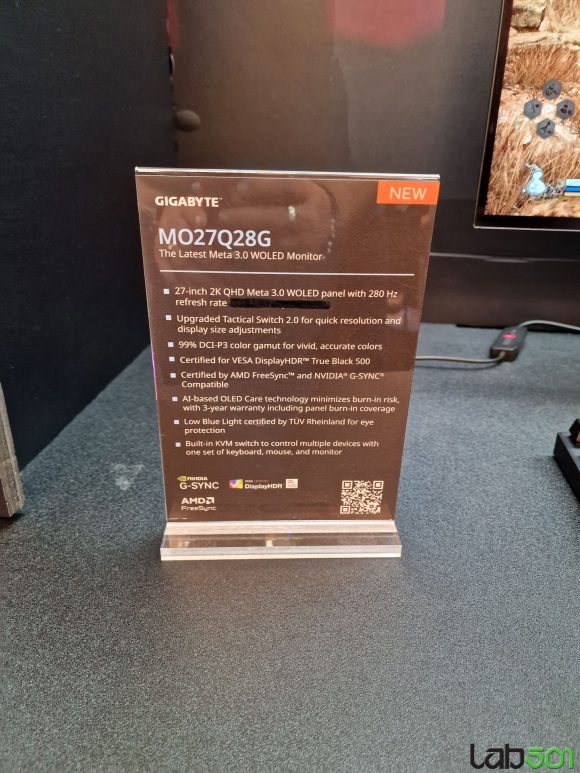 NEW
GIGABYTE™
MO27Q28G
The Latest Meta 3.0 WOLED Monitor
27-inch 2K QHD Meta 3.0 WOLED panel with 280 Hz
refresh rate
Upgraded Tactical Switch 2.0 for quick resolution and
display size adjustments
99% DCI-P3 color gamut for vivid, accurate colors
Certified for VESA DisplayHDR™ True Black 500
Certified by AMD FreeSync™ and NVIDIA® G-SYNC®
Compatible
AI-based OLED Care technology minimizes burn-in risk,
with 3-year warranty including panel burn-in coverage
Low Blue Light certified by TÜV Rheinland for eye
protection
Built-in KVM switch to control multiple devices with
one set of keyboard, mouse, and monitor
NVIDIA
G-SYNC
DisplayHDR™
AMD
FreeSync
Lab501